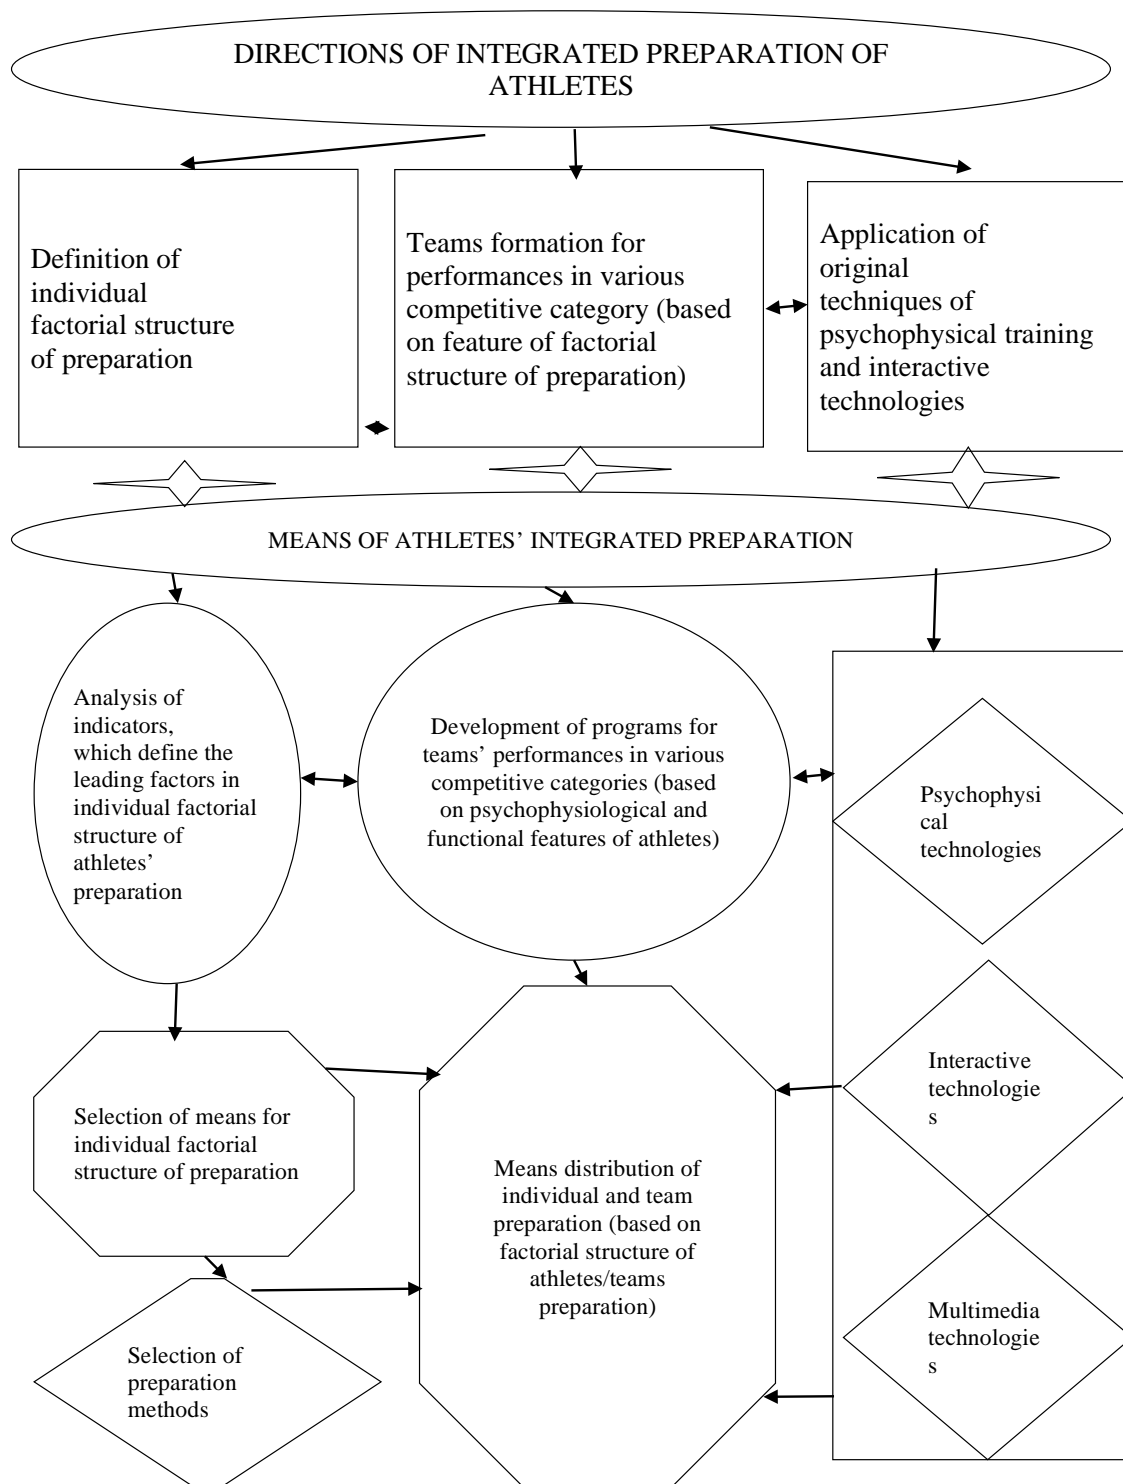 DIRECTIONS OF INTEGRATED PREPARATION OF
ATHLETES
Definition of
individual
factorial structure
of preparation
Teams formation for
performances in various
competitive category (based
on feature of factorial
structure of preparation)
Application of
original
techniques of
psychophysical training
and interactive
technologies
MEANS OF ATHLETES’ INTEGRATED PREPARATION
Analysis of
indicators,
which define the
leading factors in
individual factorial
structure of
athletes’
preparation
Development of programs for
teams’ performances in various
competitive categories (based
on psychophysiological and
functional features of athletes)
Psychophysi
cal
technologies
Selection of means for
individual factorial
structure of preparation
Means distribution of
individual and team
preparation (based on
factorial structure of
athletes/teams
preparation)
Interactive
technologie
s
Selection of
preparation
methods
Multimedia
technologie
s